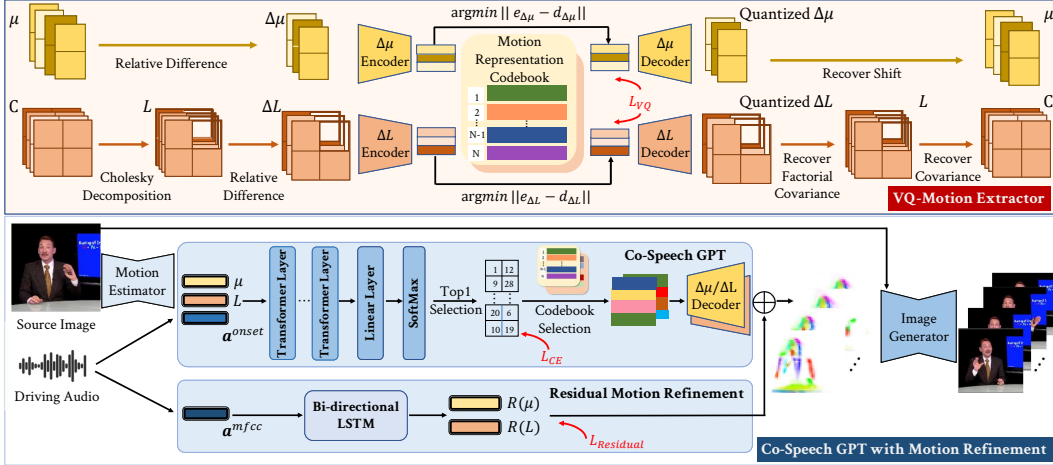 μ
Relative Difference
Δμ
Δμ
Encoder
argmin || e_Δμ − d_Δμ ||
Motion
Representation
Codebook
1
2
⋮
N-1
N
L_VQ
Δμ
Decoder
Quantized Δμ
Recover Shift
μ
C
Cholesky
Decomposition
L
Relative
Difference
ΔL
ΔL
Encoder
argmin ||e_ΔL − d_ΔL||
ΔL
Decoder
Quantized ΔL
Recover
Factorial
Covariance
L
Recover
Covariance
C
VQ-Motion Extractor
Source Image
Motion
Estimator
Driving Audio
μ
L
a^onset
Transformer Layer
...
Transformer Layer
Linear Layer
SoftMax
Top1
Selection
1 12
9 28
⋮ ⋮
20 6
10 19
L_CE
1
2
N-1
N
Codebook
Selection
Co-Speech GPT
Δμ/ΔL
Decoder
Image
Generator
a^mfcc
Bi-directional
LSTM
R(μ)
R(L)
Residual Motion Refinement
L_Residual
Co-Speech GPT with Motion Refinement